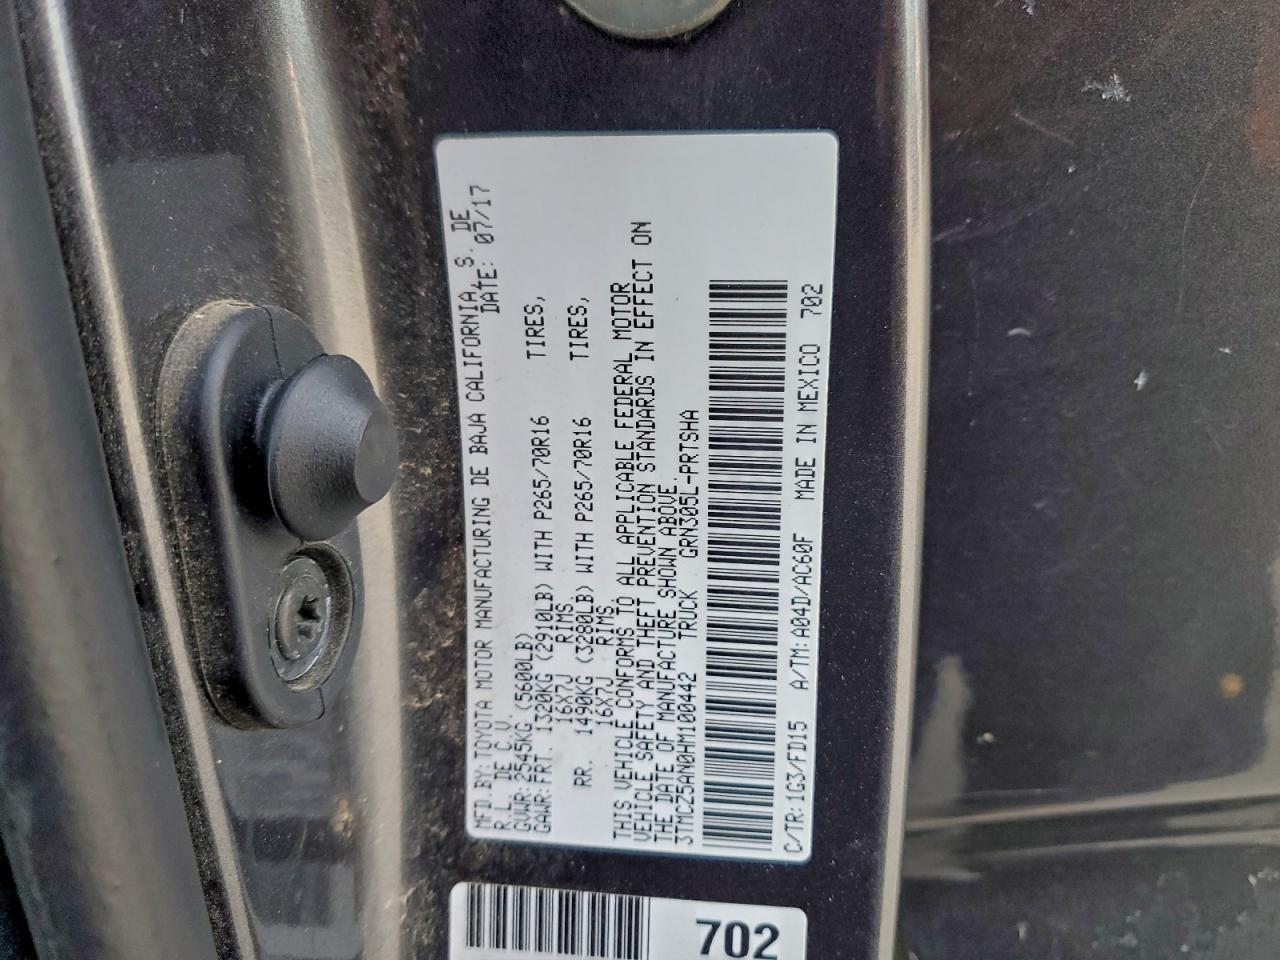 MFD.BY:TOYOTA MOTOR MANUFACTURING DE BAJA CALIFORNIA, S. DE
R. L. DE C. V. DATE: 07/17
GVWR:2545KG (5600LB)
GAWR:FRT. 1320KG (2910LB) WITH P265/70R16 TIRES,
16X7J RIMS,
RR. 1490KG (3280LB) WITH P265/70R16 TIRES,
16X7J RIMS.
THIS VEHICLE CONFORMS TO ALL APPLICABLE FEDERAL MOTOR
VEHICLE SAFETY AND THEFT PREVENTION STANDARDS IN EFFECT ON
THE DATE OF MANUFACTURE SHOWN ABOVE.
3TMCZ5AN0HM100442 TRUCK GRN305L-PRTSHA
C/TR:1G3/FD15 A/TM:A04D/AC60F MADE IN MEXICO 702
702